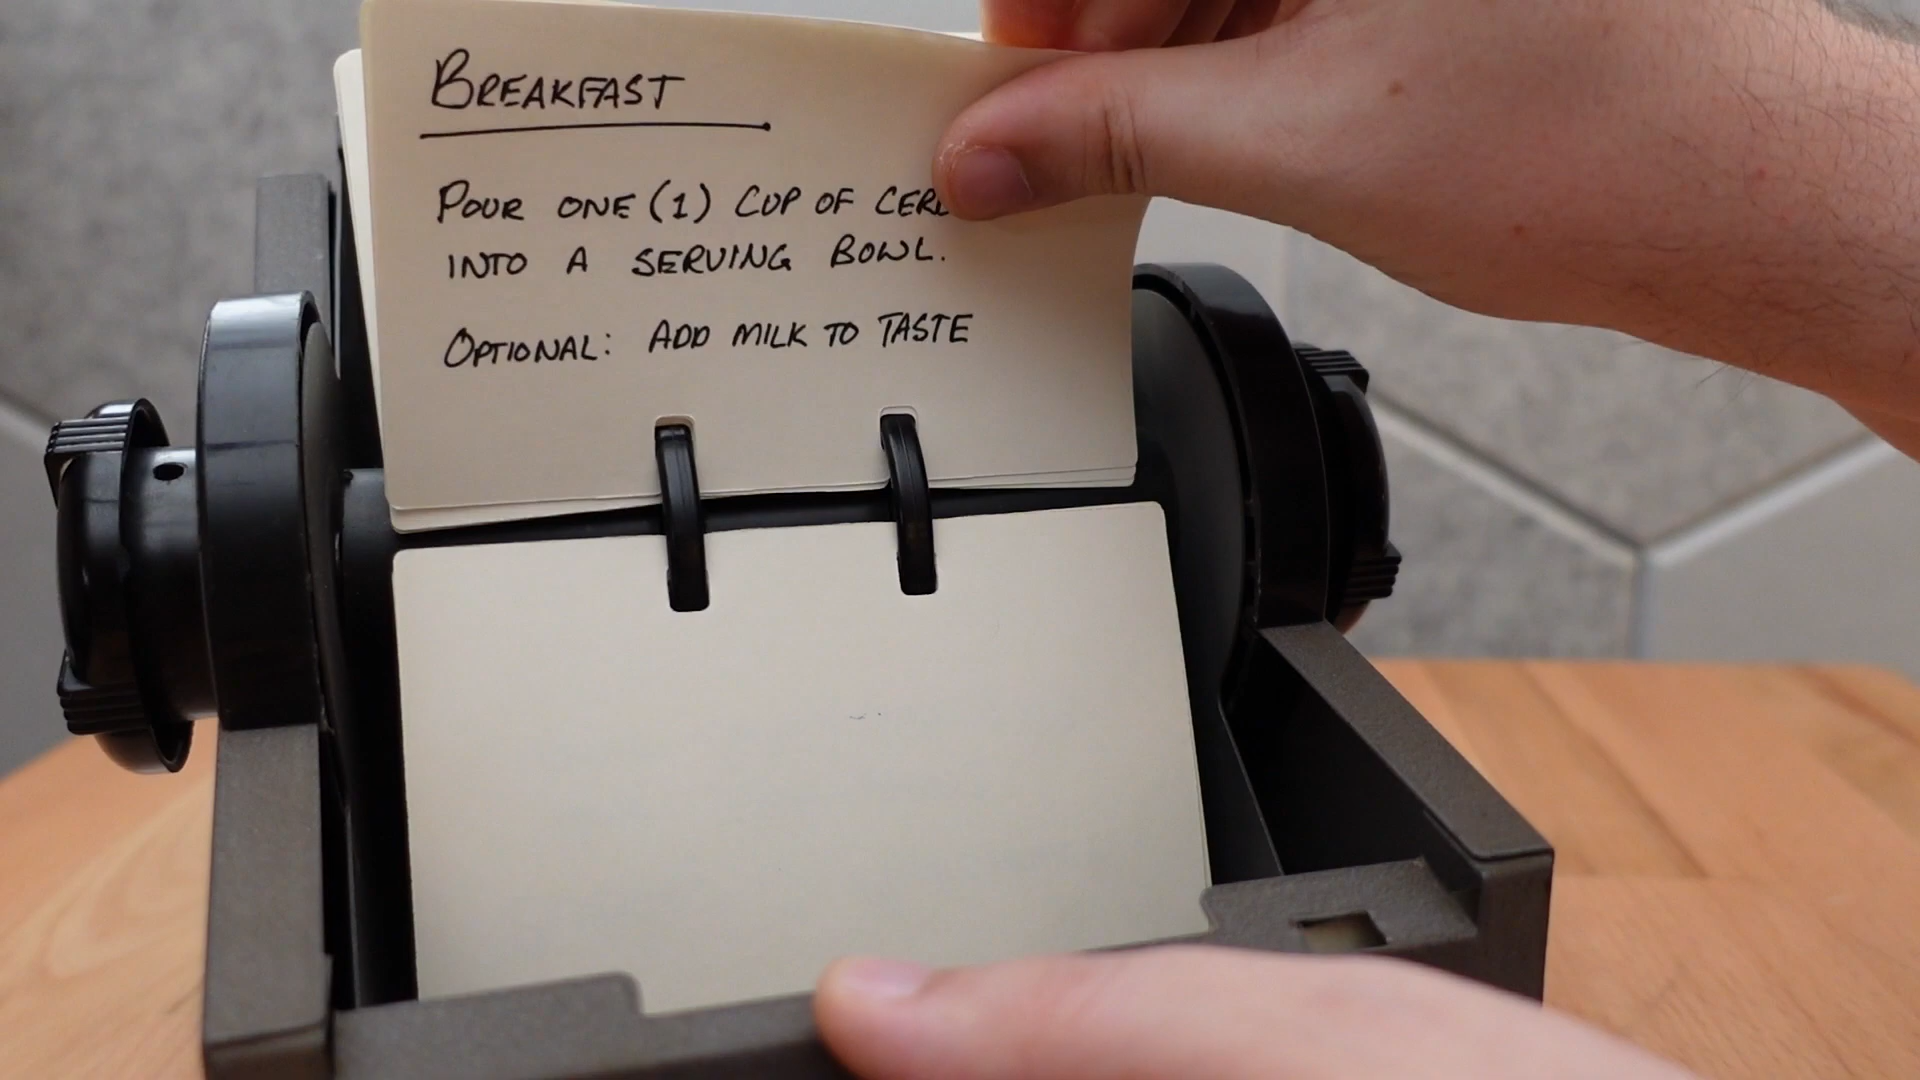 BREAKFAST
POUR ONE (1) CUP OF
INTO A SERVING BOWL.
OPTIONAL: ADD MILK TO TASTE